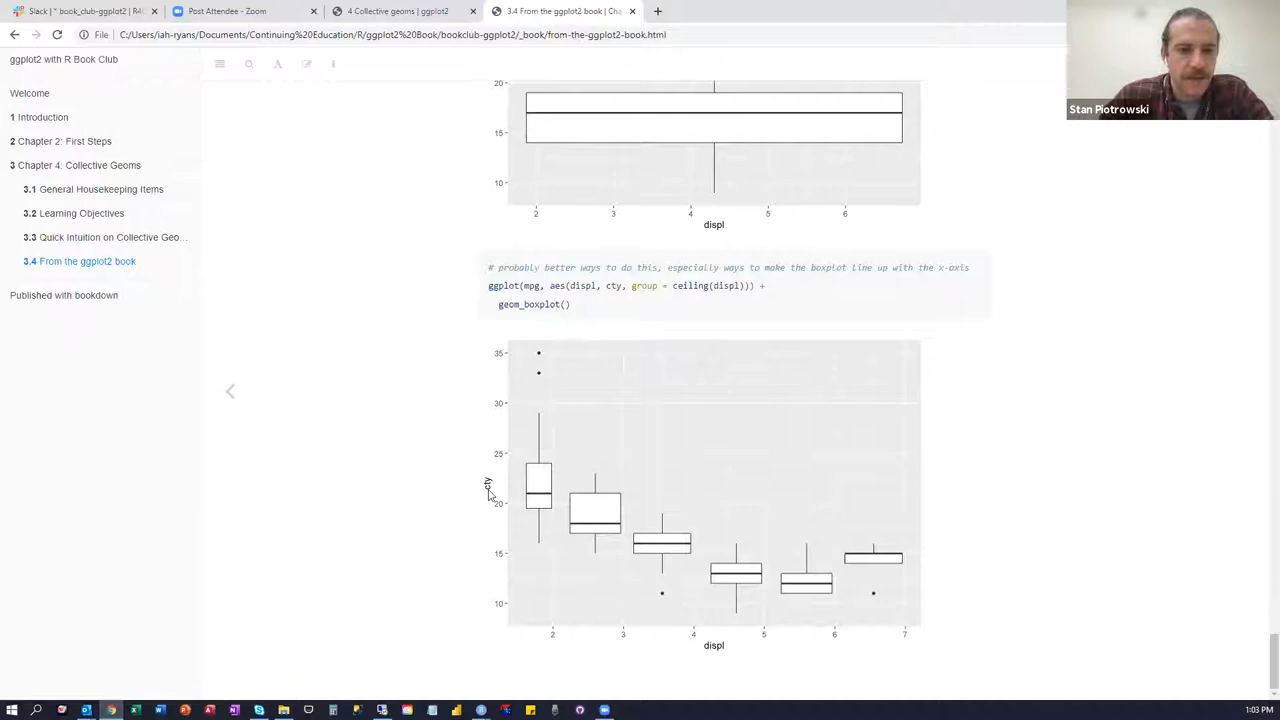 Slack | * book_club-ggplot2 | R4
Post Attendee - Zoom
4 Collective geoms | ggplot2
3.4 From the ggplot2 book | Cha
File
C:/Users/iah-ryans/Documents/Continuing%20Education/R/ggplot2%20Book/bookclub-ggplot2/_book/from-the-ggplot2-book.html
ggplot2 with R Book Club
Welcome
1 Introduction
2 Chapter 2: First Steps
3 Chapter 4: Collective Geoms
3.1 General Housekeeping Items
3.2 Learning Objectives
3.3 Quick Intuition on Collective Geo...
3.4 From the ggplot2 book
Published with bookdown
20
15
10
2 3 4 5 6
displ
# probably better ways to do this, especially ways to make the boxplot line up with the x-axis
ggplot(mpg, aes(displ, cty, group = ceiling(displ))) +
geom_boxplot()
35
30
25
20
15
10
cty
2 3 4 5 6 7
displ
Stan Piotrowski
1:03 PM